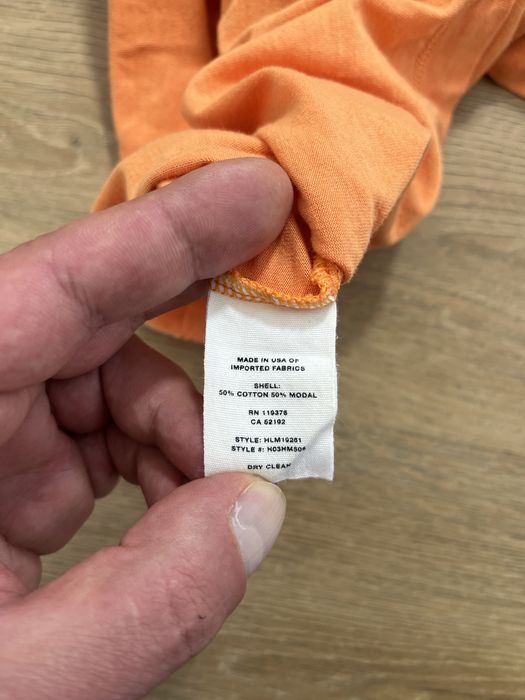 MADE IN USA OF
IMPORTED FABRICS
SHELL:
50% COTTON 50% MODAL
RN 119376
CA 52192
STYLE: HLM19261
STYLE #:
DRY CLEAN